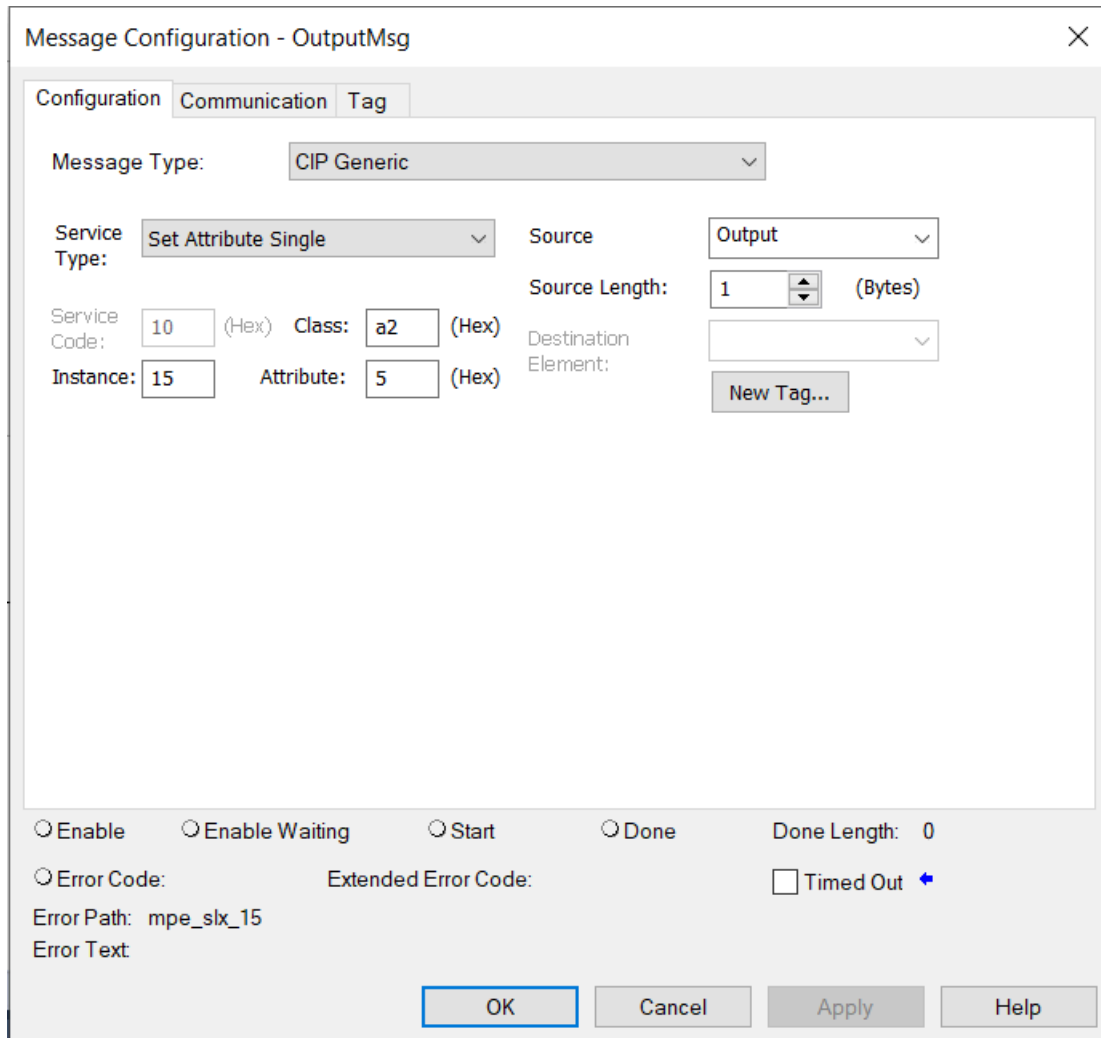 Message Configuration - OutputMsg
Configuration Communication Tag
Message Type: CIP Generic
Service Type: Set Attribute Single Source Output
Source Length: 1 (Bytes)
Service Code: 10 (Hex) Class: a2 (Hex) Destination Element:
Instance: 15 Attribute: 5 (Hex) New Tag...
Enable Enable Waiting Start Done Done Length: 0
Error Code: Extended Error Code: Timed Out
Error Path: mpe_slx_15
Error Text:
OK Cancel Apply Help